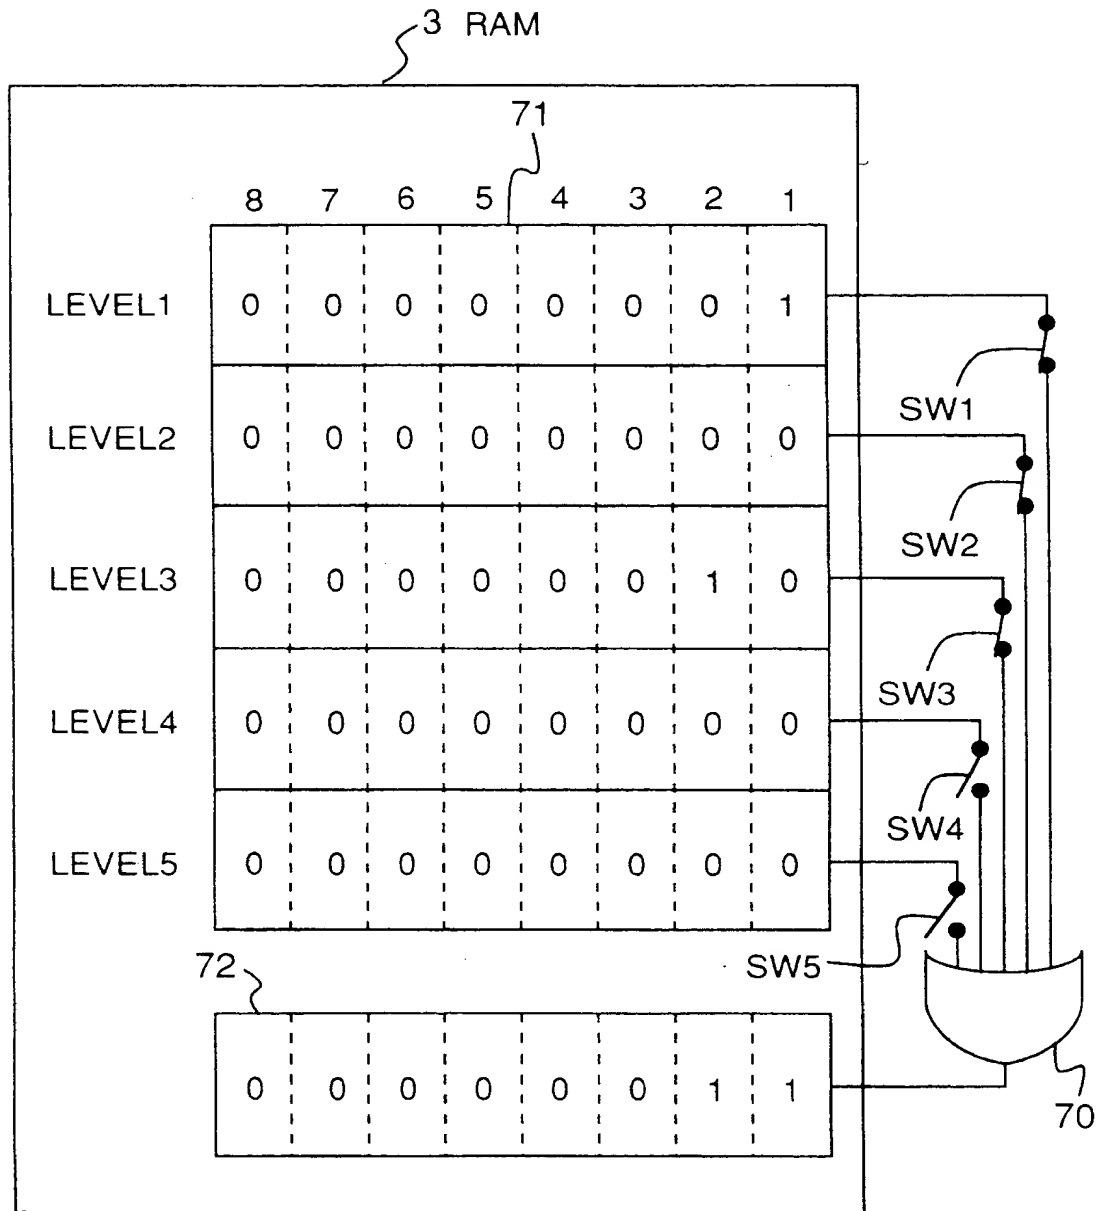 3 RAM
71
8 7 6 5 4 3 2 1
LEVEL1 0 0 0 0 0 0 0 1
SW1
LEVEL2 0 0 0 0 0 0 0 0
SW2
LEVEL3 0 0 0 0 0 0 1 0
SW3
LEVEL4 0 0 0 0 0 0 0 0
SW4
LEVEL5 0 0 0 0 0 0 0 0
72
SW5
0 0 0 0 0 0 1 1
70